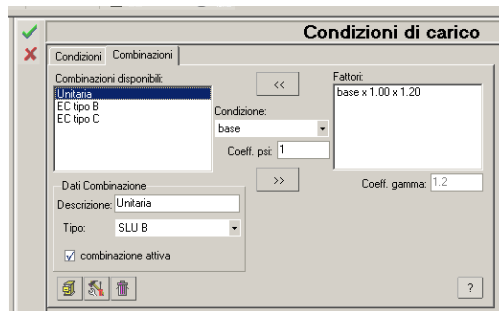 Condizioni di carico
Condizioni Combinazioni
Combinazioni disponibili:
Unitaria
EC tipo B
EC tipo C
<<
Condizione:
base
Coeff. psi: 1
>>
Fattori:
base x 1.00 x 1.20
Coeff. gamma: 1.2
Dati Combinazione
Descrizione: Unitaria
Tipo: SLU B
combinazione attiva
?